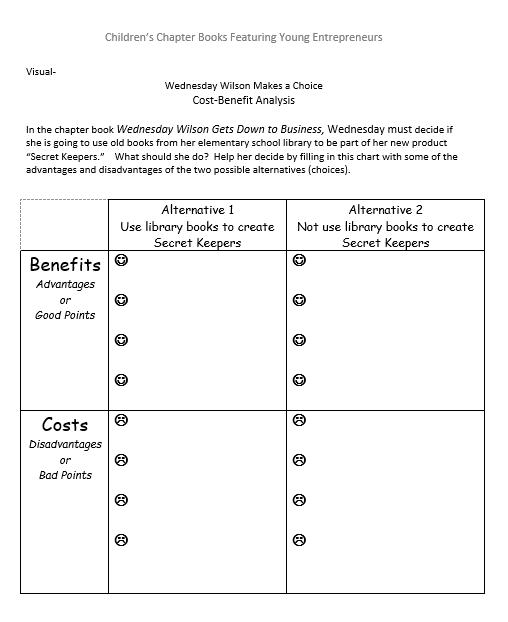 Children's Chapter Books Featuring Young Entrepreneurs
Visual-
Wednesday Wilson Makes a Choice
Cost-Benefit Analysis
In the chapter book Wednesday Wilson Gets Down to Business, Wednesday must decide if
she is going to use old books from her elementary school library to be part of her new product
"Secret Keepers."   What should she do?  Help her decide by filling in this chart with some of the
advantages and disadvantages of the two possible alternatives (choices).
Alternative 1
Use library books to create
Secret Keepers
Alternative 2
Not use library books to create
Secret Keepers
Benefits
Advantages
or
Good Points
Costs
Disadvantages
or
Bad Points